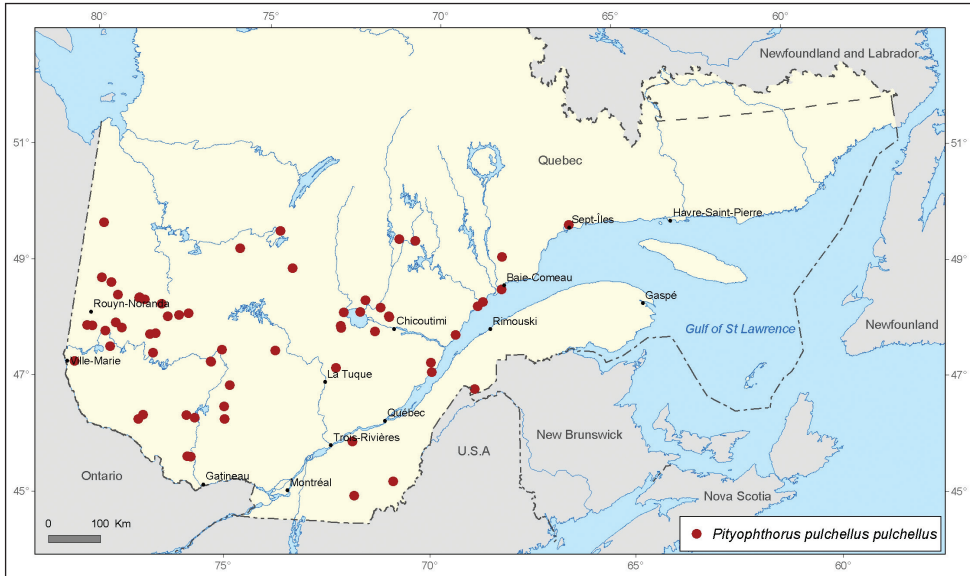 80° 75° 70° 65° 60°
Newfoundland and Labrador
51° 51°
Quebec
Sept-Îles
Havre-Saint-Pierre
49° 49°
Baie-Comeau
Rouyn-Noranda
Gaspé
Chicoutimi
Rimouski
Gulf of St Lawrence
Newfounland
47° 47°
Ville-Marie
La Tuque
Québec
Trois-Rivières
New Brunswick
U.S.A
Ontario
Gatineau
Montréal
Nova Scotia
45° 45°
0 100 Km
Pityophthorus pulchellus pulchellus
75° 70° 65° 60°